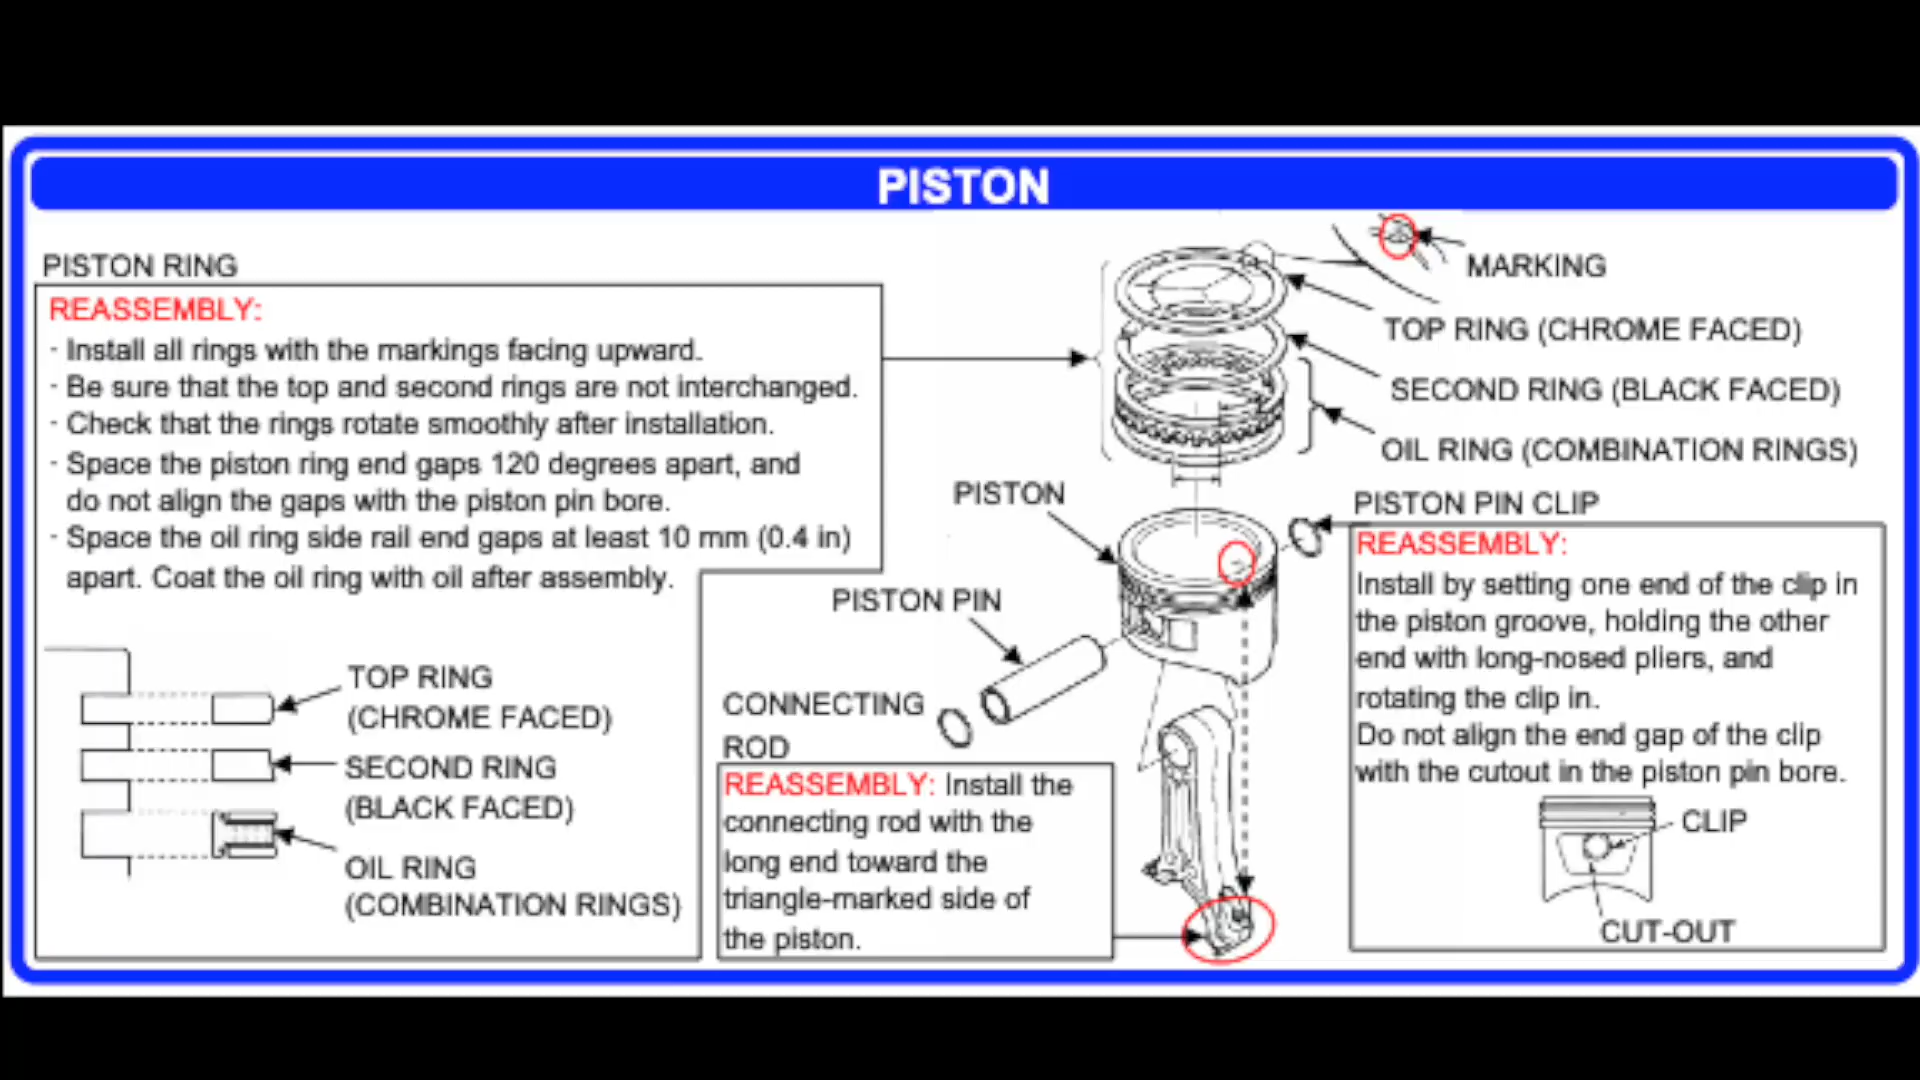 PISTON
PISTON RING
REASSEMBLY:
· Install all rings with the markings facing upward.
· Be sure that the top and second rings are not interchanged.
· Check that the rings rotate smoothly after installation.
· Space the piston ring end gaps 120 degrees apart, and
do not align the gaps with the piston pin bore.
· Space the oil ring side rail end gaps at least 10 mm (0.4 in)
apart. Coat the oil ring with oil after assembly.
TOP RING
(CHROME FACED)
SECOND RING
(BLACK FACED)
OIL RING
(COMBINATION RINGS)
MARKING
TOP RING (CHROME FACED)
SECOND RING (BLACK FACED)
OIL RING (COMBINATION RINGS)
PISTON
PISTON PIN
CONNECTING
ROD
REASSEMBLY: Install the
connecting rod with the
long end toward the
triangle-marked side of
the piston.
PISTON PIN CLIP
REASSEMBLY:
Install by setting one end of the clip in
the piston groove, holding the other
end with long-nosed pliers, and
rotating the clip in.
Do not align the end gap of the clip
with the cutout in the piston pin bore.
CLIP
CUT-OUT